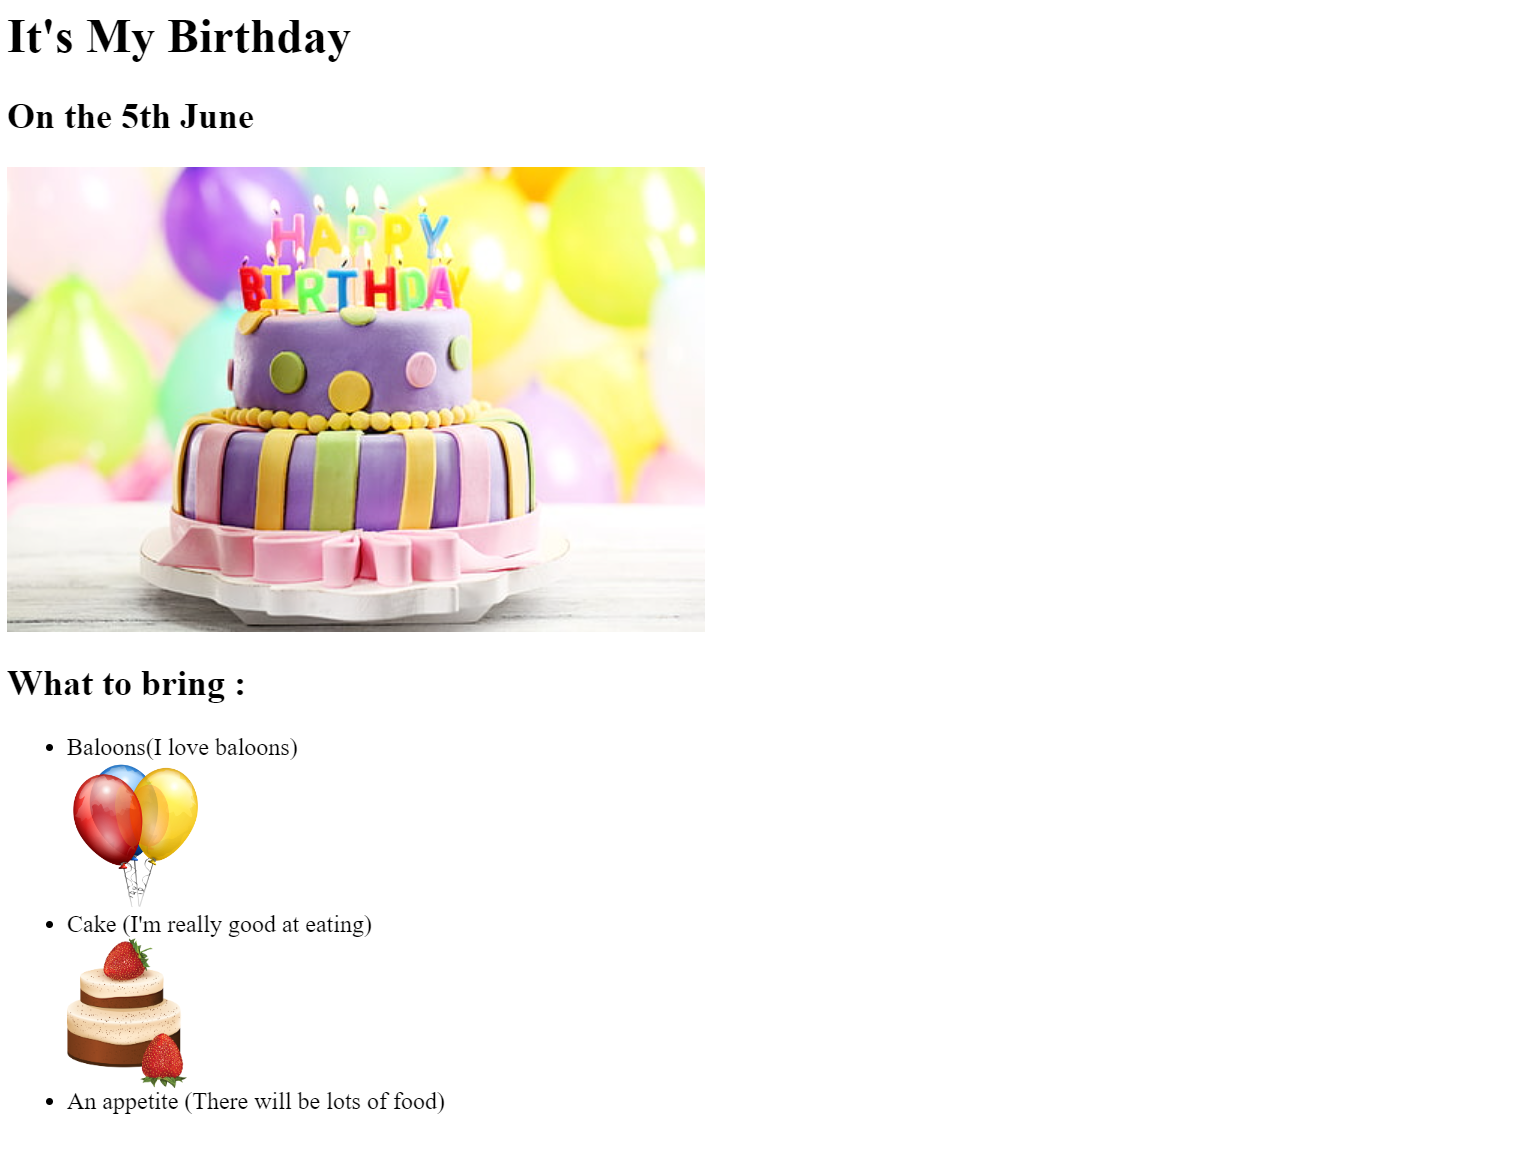 It's My Birthday
On the 5th June
HAPPY
BIRTHDAY
What to bring :
Baloons(I love baloons)
Cake (I'm really good at eating)
An appetite (There will be lots of food)